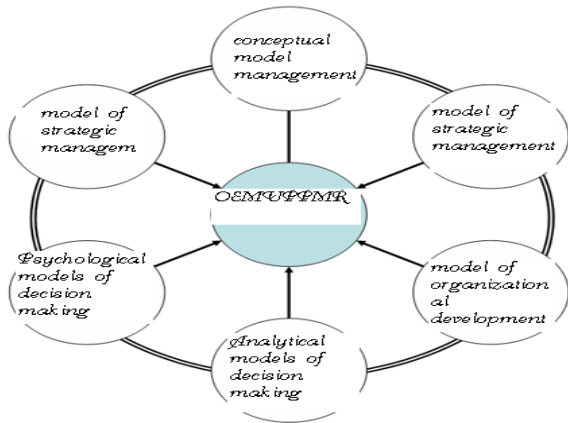 conceptual
model
management
model of
strategic
managem
model of
strategic
management
OEMUPPMR
Psychological
models of
decision
making
model of
organization
al
development
Analytical
models of
decision
making